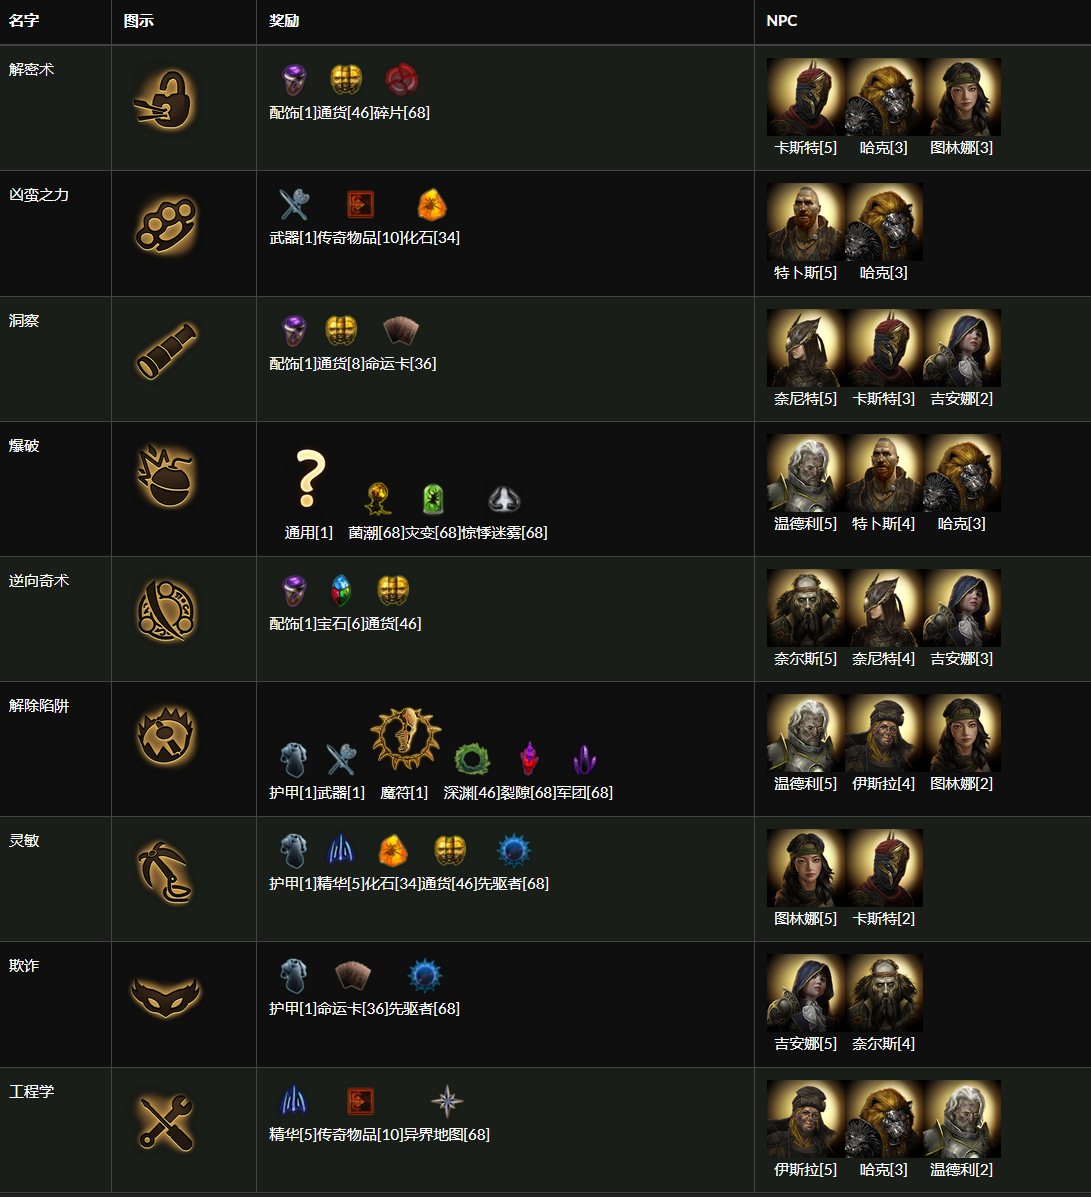 名字 图示 奖励 NPC
解密术
配饰[1]通货[46]碎片[68]
卡斯特[5] 哈克[3] 图林娜[3]
凶蛮之力
武器[1]传奇物品[10]化石[34]
特卜斯[5] 哈克[3]
洞察
配饰[1]通货[8]命运卡[36]
奈尼特[5] 卡斯特[3] 吉安娜[2]
爆破
通用[1] 菌潮[68]灾变[68]惊悸迷雾[68]
温德利[5] 特卜斯[4] 哈克[3]
逆向奇术
配饰[1]宝石[6]通货[46]
奈尔斯[5] 奈尼特[4] 吉安娜[3]
解除陷阱
护甲[1]武器[1] 魔符[1] 深渊[46]裂隙[68]军团[68]
温德利[5] 伊斯拉[4] 图林娜[2]
灵敏
护甲[1]精华[5]化石[34]通货[46]先驱者[68]
图林娜[5] 卡斯特[2]
欺诈
护甲[1]命运卡[36]先驱者[68]
吉安娜[5] 奈尔斯[4]
工程学
精华[5]传奇物品[10]异界地图[68]
伊斯拉[5] 哈克[3] 温德利[2]